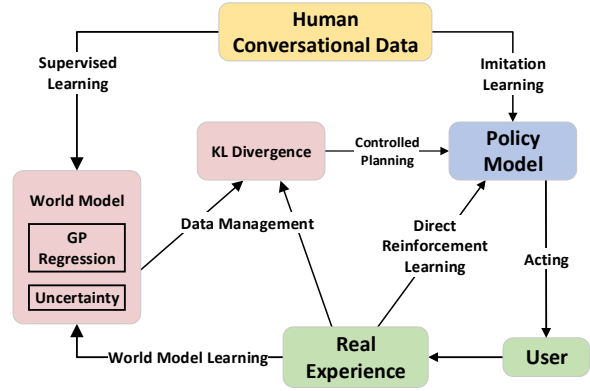 Human
Conversational Data
Supervised
Learning
Imitation
Learning
KL Divergence
Controlled
Planning
Policy
Model
World Model
GP
Regression
Uncertainty
Data Management
Direct
Reinforcement
Learning
Acting
World Model Learning
Real
Experience
User